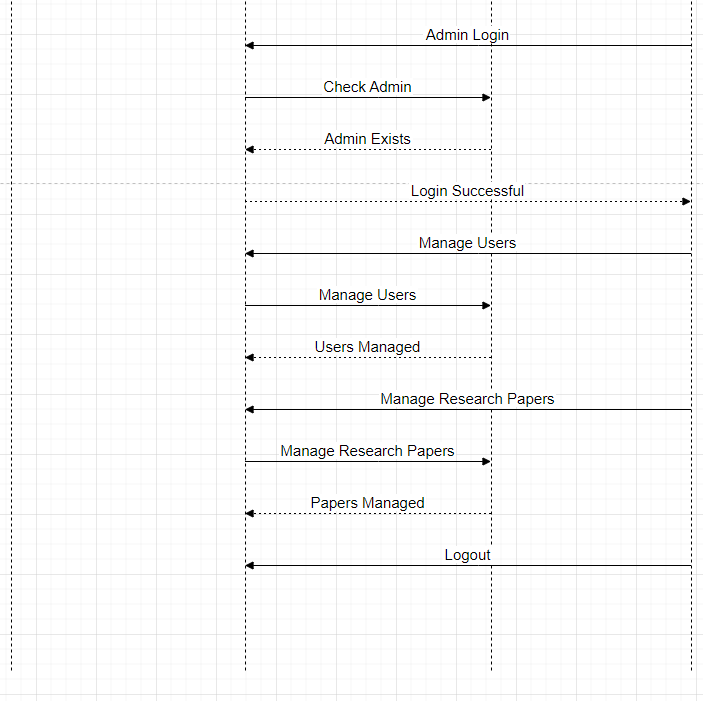 Admin Login
Check Admin
Admin Exists
Login Successful
Manage Users
Manage Users
Users Managed
Manage Research Papers
Manage Research Papers
Papers Managed
Logout